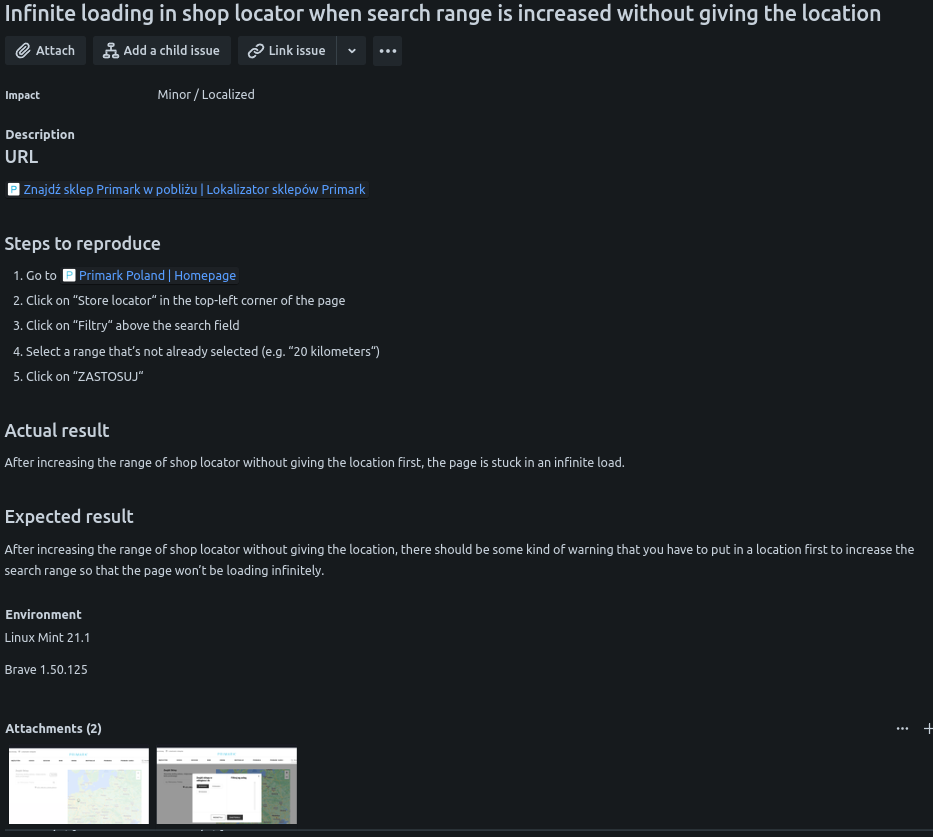 Infinite loading in shop locator when search range is increased without giving the location
Attach
Add a child issue
Link issue
Impact
Minor / Localized
Description
URL
Znajdź sklep Primark w pobliżu | Lokalizator sklepów Primark
Steps to reproduce
1. Go to Primark Poland | Homepage
2. Click on “Store locator“ in the top-left corner of the page
3. Click on “Filtry“ above the search field
4. Select a range that’s not already selected (e.g. “20 kilometers“)
5. Click on “ZASTOSUJ“
Actual result
After increasing the range of shop locator without giving the location first, the page is stuck in an infinite load.
Expected result
After increasing the range of shop locator without giving the location, there should be some kind of warning that you have to put in a location first to increase the
search range so that the page won’t be loading infinitely.
Environment
Linux Mint 21.1
Brave 1.50.125
Attachments (2)